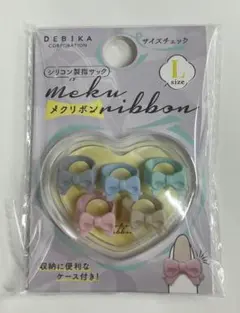 DEBIKA
CORPORATION
サイズチェック
シリコン製指サック
L
size
meku
ribbon
メクリボン
収納に便利な
ケース付き!